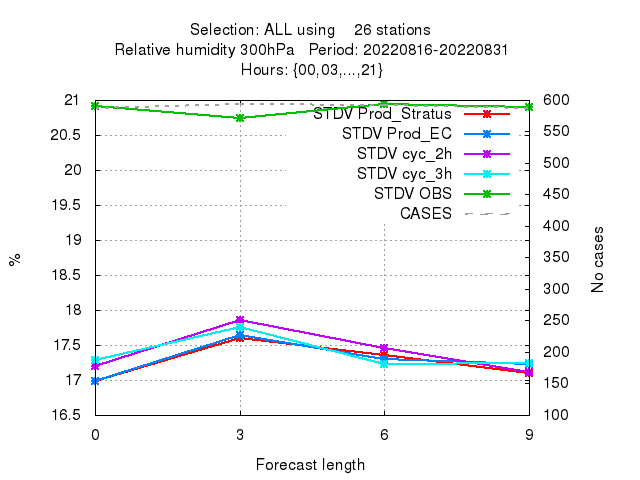 Selection: ALL using    26 stations
Relative humidity 300hPa   Period: 20220816-20220831
Hours: {00,03,...,21}
21
20.5
20
19.5
19
18.5
18
17.5
17
16.5
%
600
550
500
450
400
350
300
250
200
150
100
No cases
STDV Prod_Stratus
STDV Prod_EC
STDV cyc_2h
STDV cyc_3h
STDV OBS
CASES
0 3 6 9
Forecast length